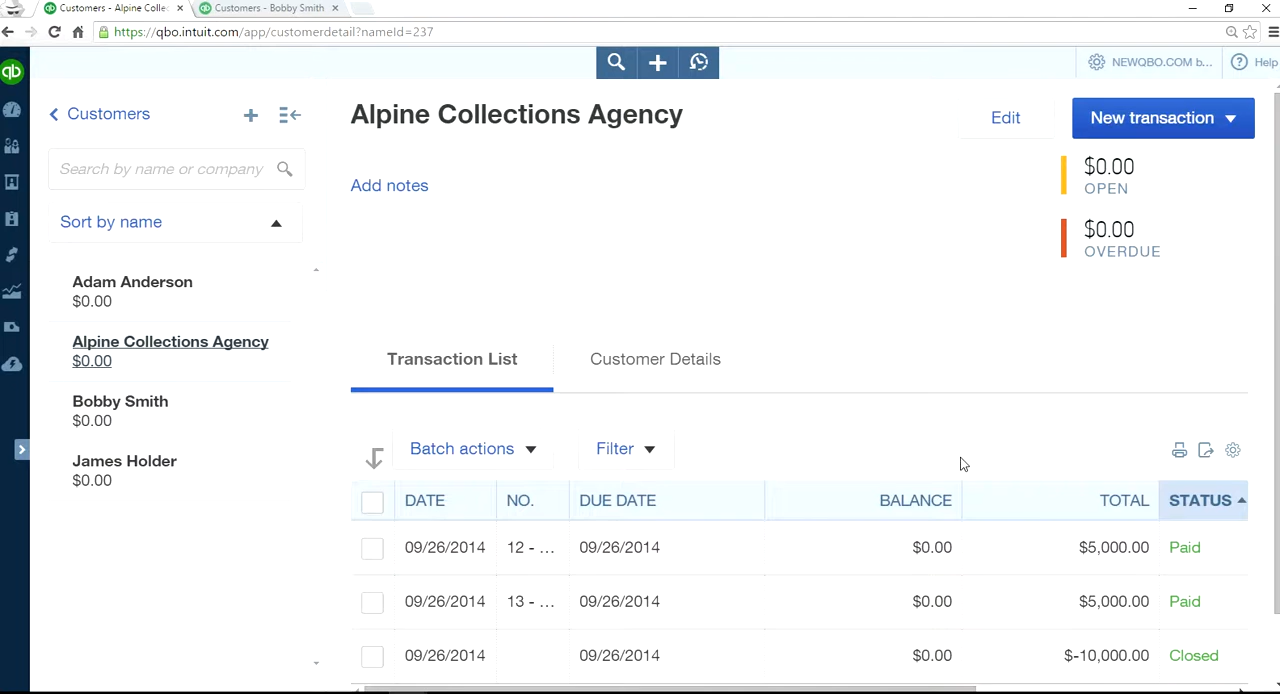 Customers - Alpine Colle
Customers - Bobby Smith
https://qbo.intuit.com/app/customerdetail?nameId=237
qb
NEWQBO.COM b...
Help
Customers
Alpine Collections Agency
Edit
New transaction
Search by name or company
$0.00
OPEN
Add notes
Sort by name
$0.00
OVERDUE
Adam Anderson
$0.00
Alpine Collections Agency
$0.00
Bobby Smith
$0.00
James Holder
$0.00
Transaction List
Customer Details
Batch actions
Filter
DATE NO. DUE DATE BALANCE TOTAL STATUS
09/26/2014 12 - ... 09/26/2014 $0.00 $5,000.00 Paid
09/26/2014 13 - ... 09/26/2014 $0.00 $5,000.00 Paid
09/26/2014 09/26/2014 $0.00 $-10,000.00 Closed